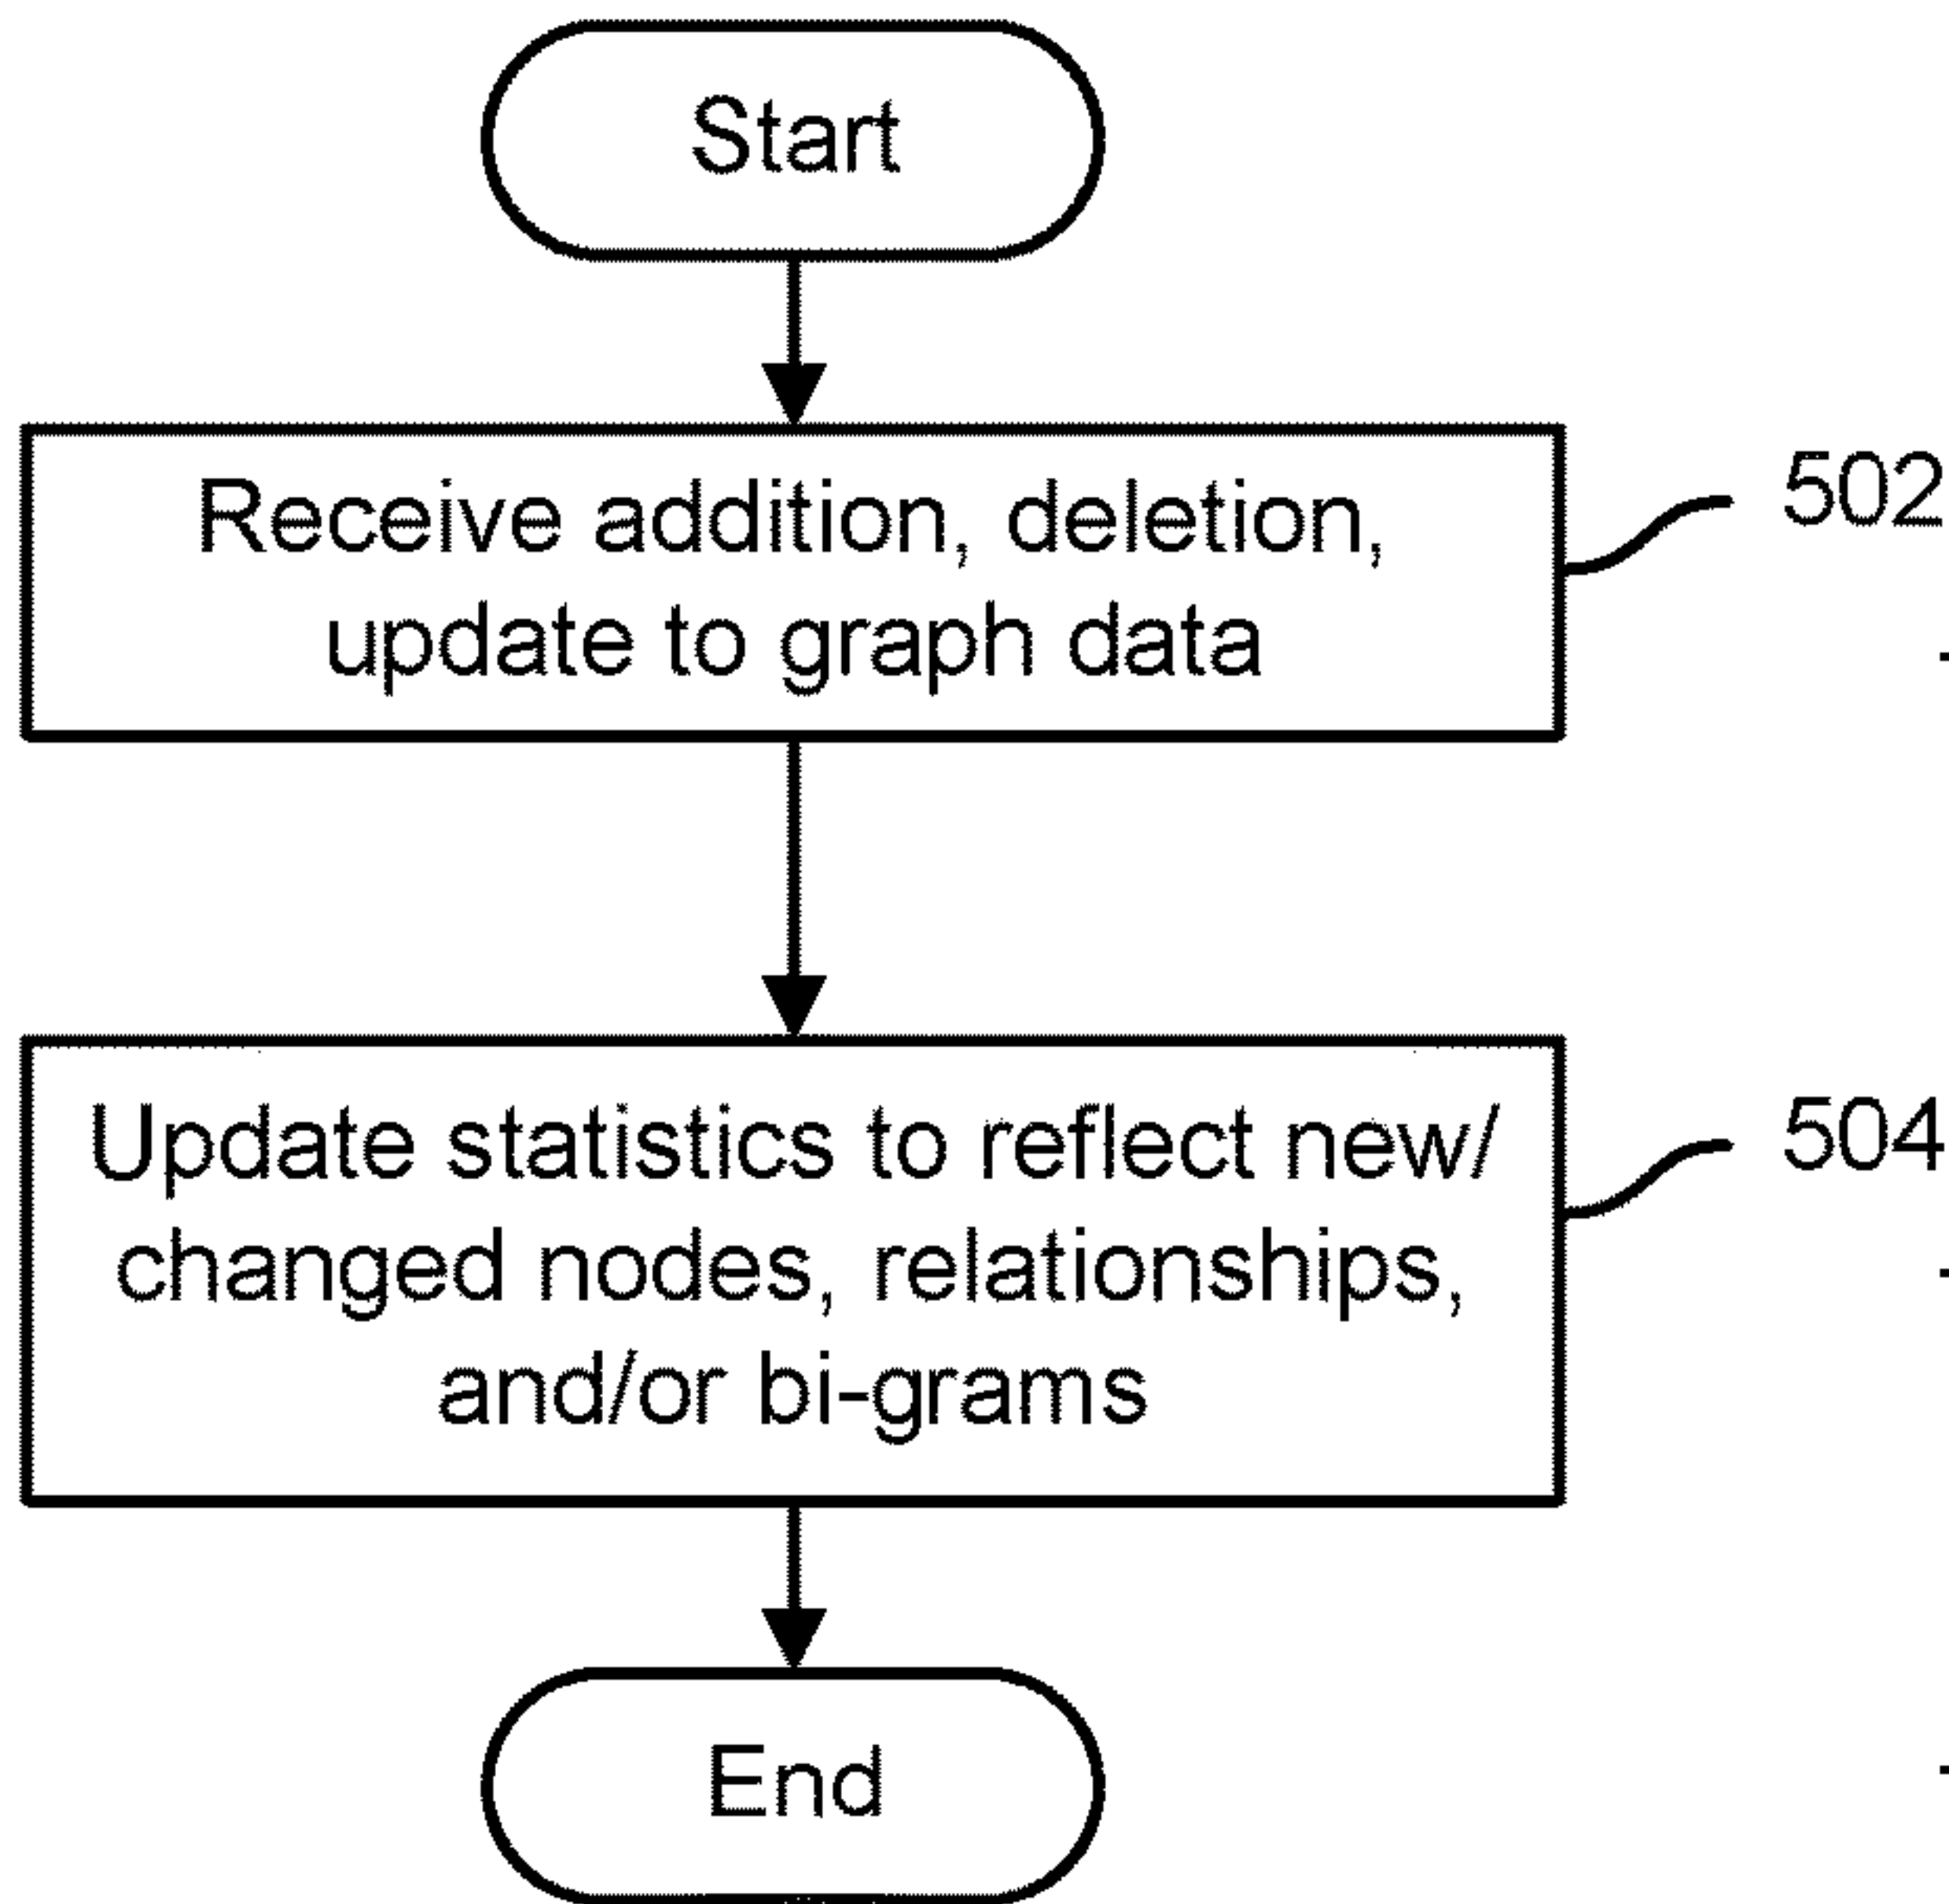 Start
Receive addition, deletion,
update to graph data
502
Update statistics to reflect new/
changed nodes, relationships,
and/or bi-grams
504
End